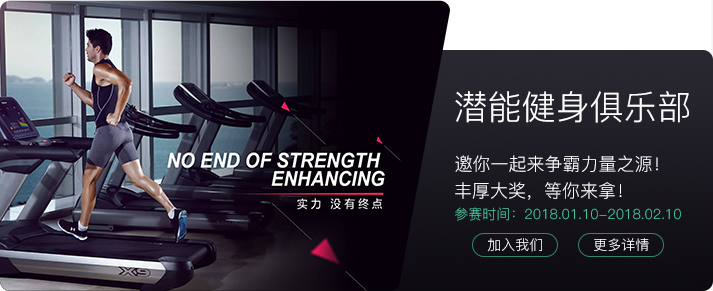 NO END OF STRENGTH
ENHANCING
实力 没有终点
X9
潜能健身俱乐部
邀你一起来争霸力量之源！
丰厚大奖，等你来拿！
参赛时间：2018.01.10-2018.02.10
加入我们
更多详情